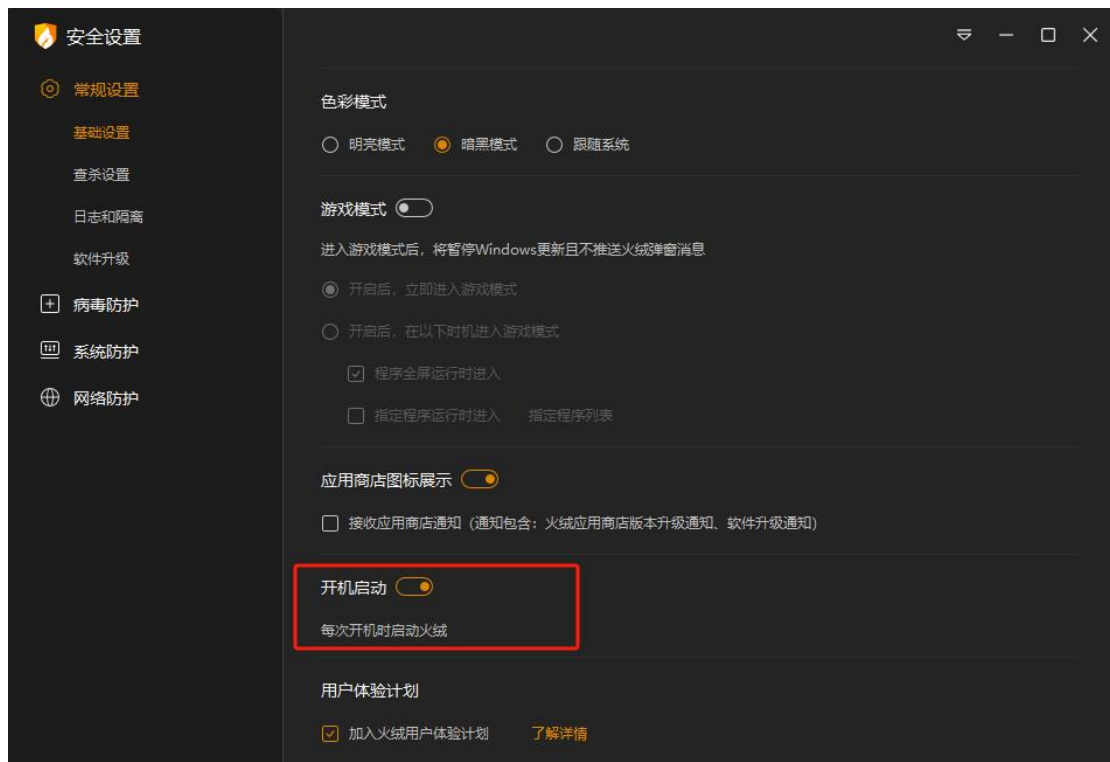 安全设置
常规设置
基础设置
查杀设置
日志和隔离
软件升级
病毒防护
系统防护
网络防护
色彩模式
明亮模式 暗黑模式 跟随系统
游戏模式
进入游戏模式后，将暂停Windows更新且不推送火绒弹窗消息
开启后，立即进入游戏模式
开启后，在以下时机进入游戏模式
程序全屏运行时进入
指定程序运行时进入 指定程序列表
应用商店图标展示
接收应用商店通知（通知包含：火绒应用商店版本升级通知、软件升级通知）
开机启动
每次开机时启动火绒
用户体验计划
加入火绒用户体验计划 了解详情